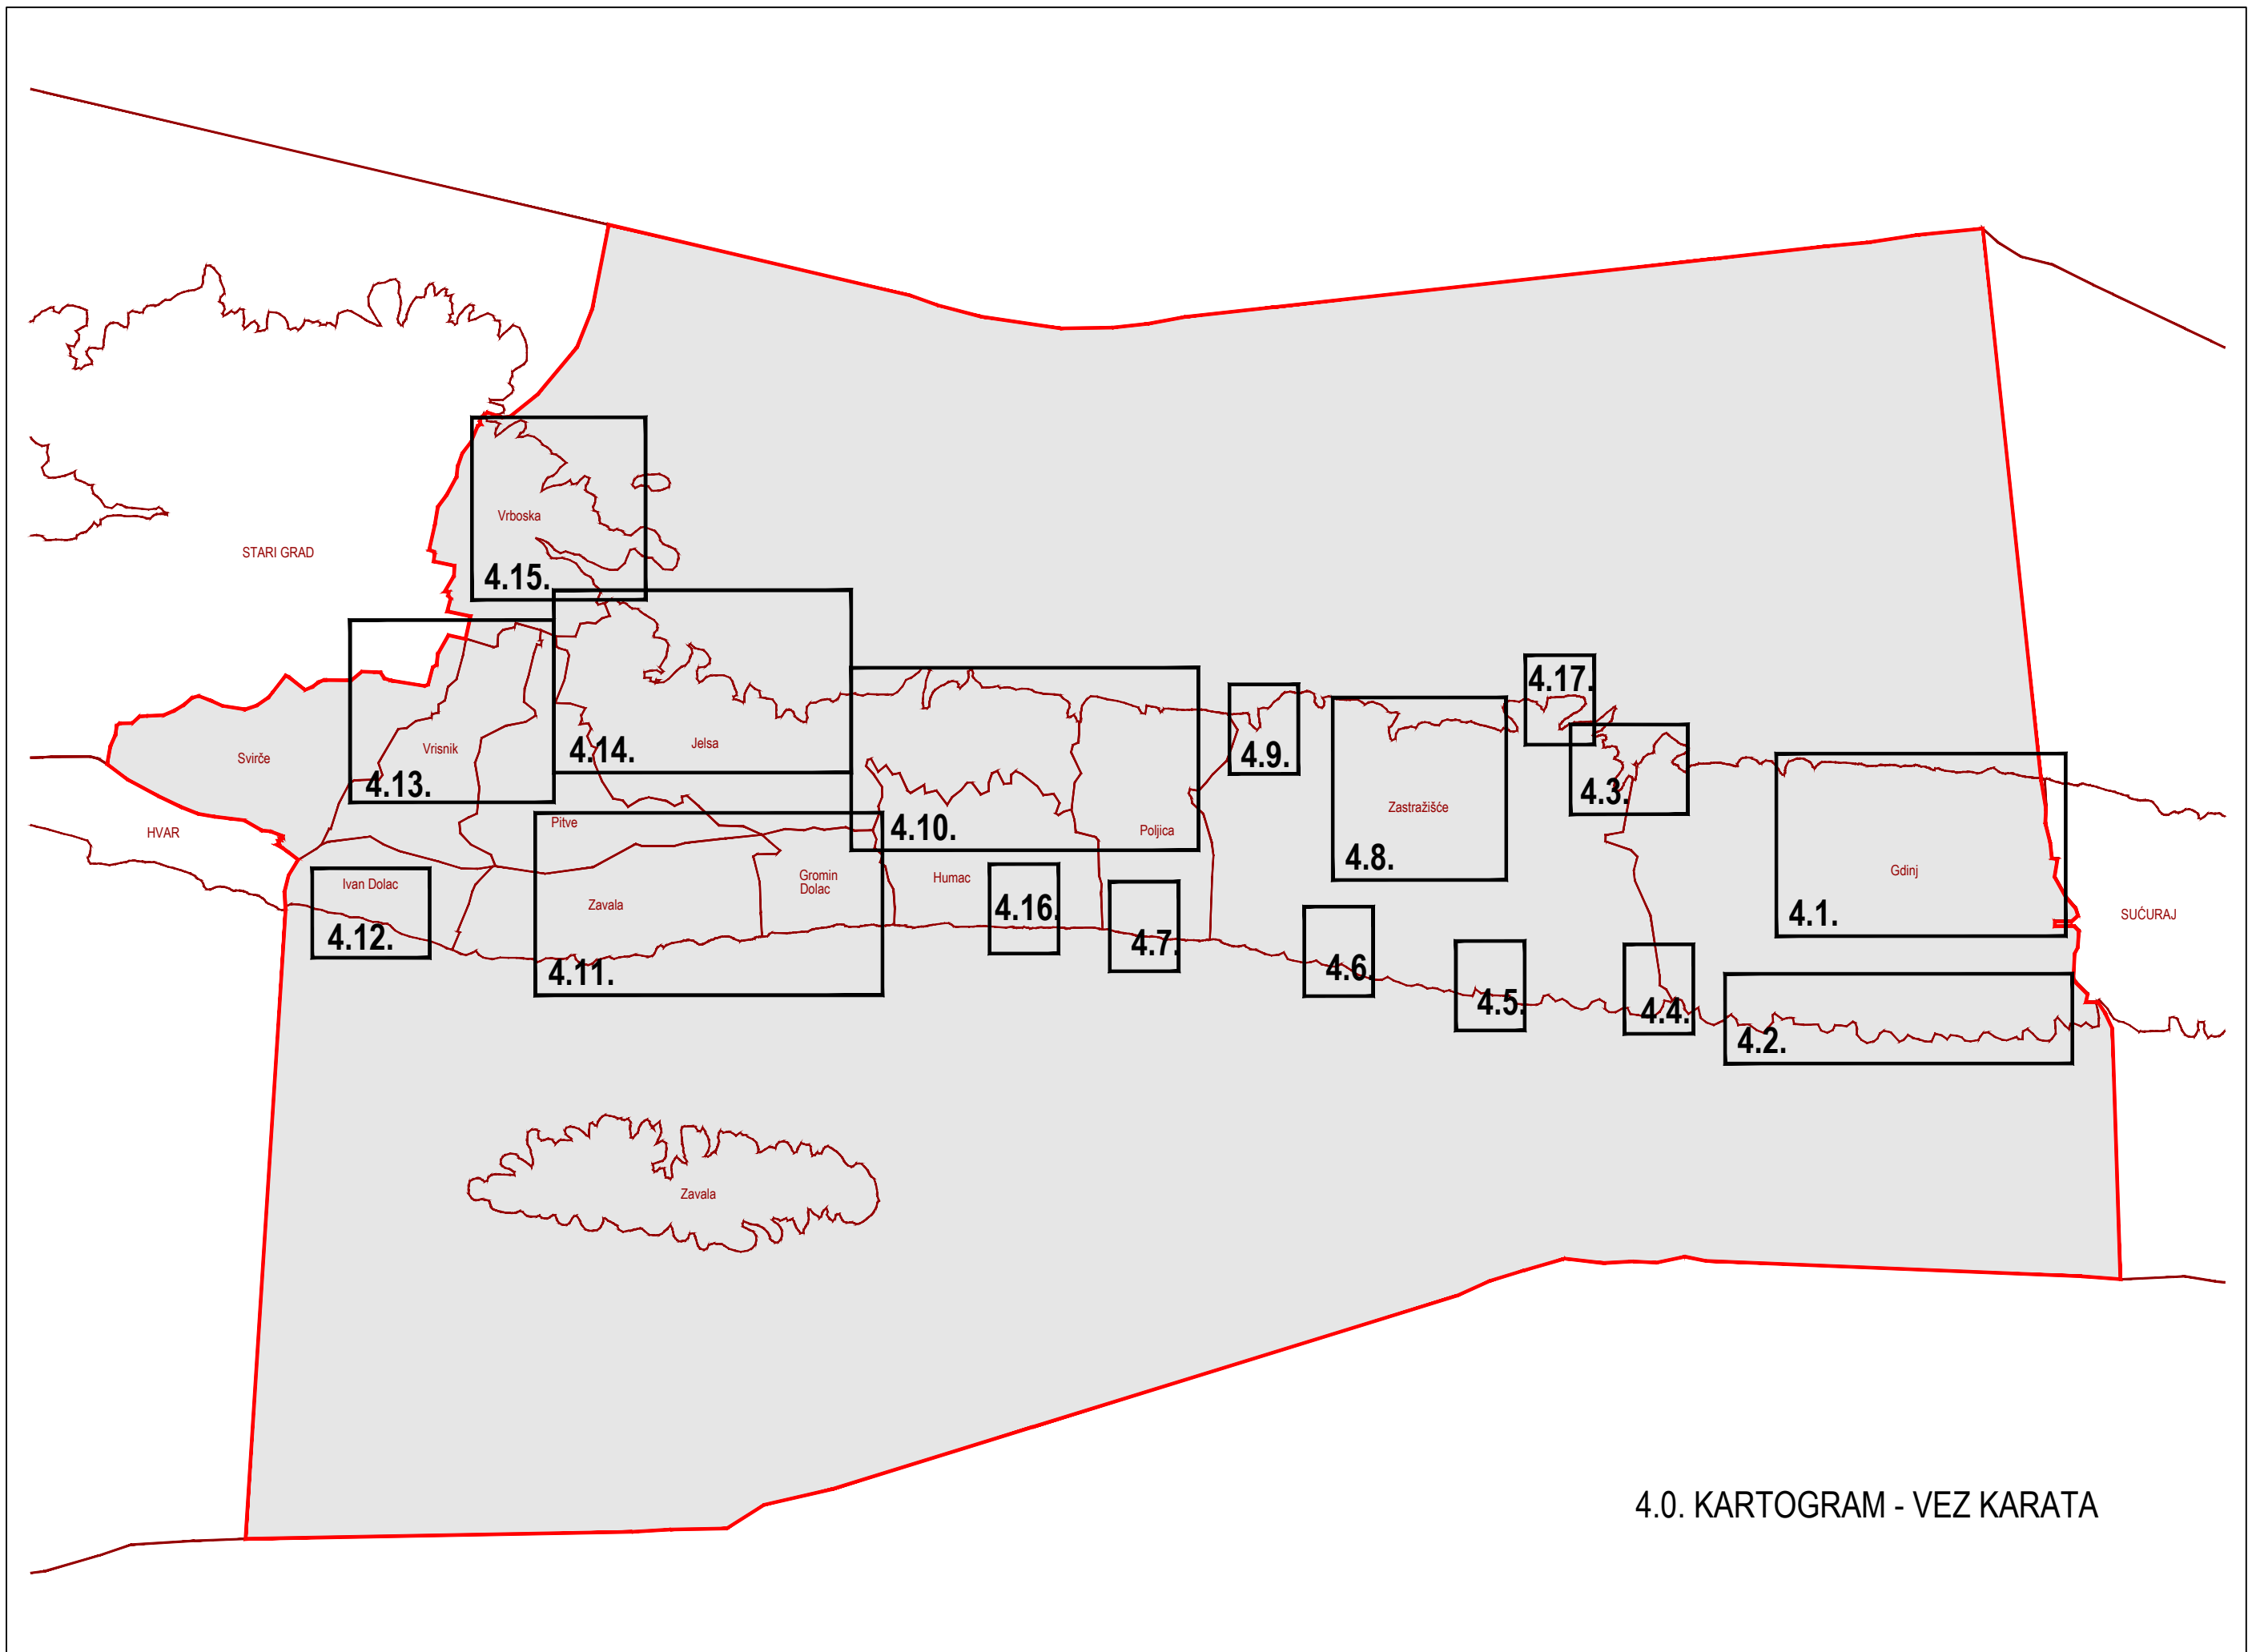 Vrboska
STARI GRAD
4.15.
4.17.
Svirče
Vrisnik
4.14.
Jelsa
4.9.
4.13.
4.3.
Zastražišće
HVAR
Pitve
4.10.
Poljica
4.8.
Gdinj
Ivan Dolac
Zavala
Gromin
Dolac
Humac
4.16.
4.1.
SUĆURAJ
4.12.
4.7.
4.11.
4.6.
4.5.
4.4.
4.2.
Zavala
4.0. KARTOGRAM - VEZ KARATA